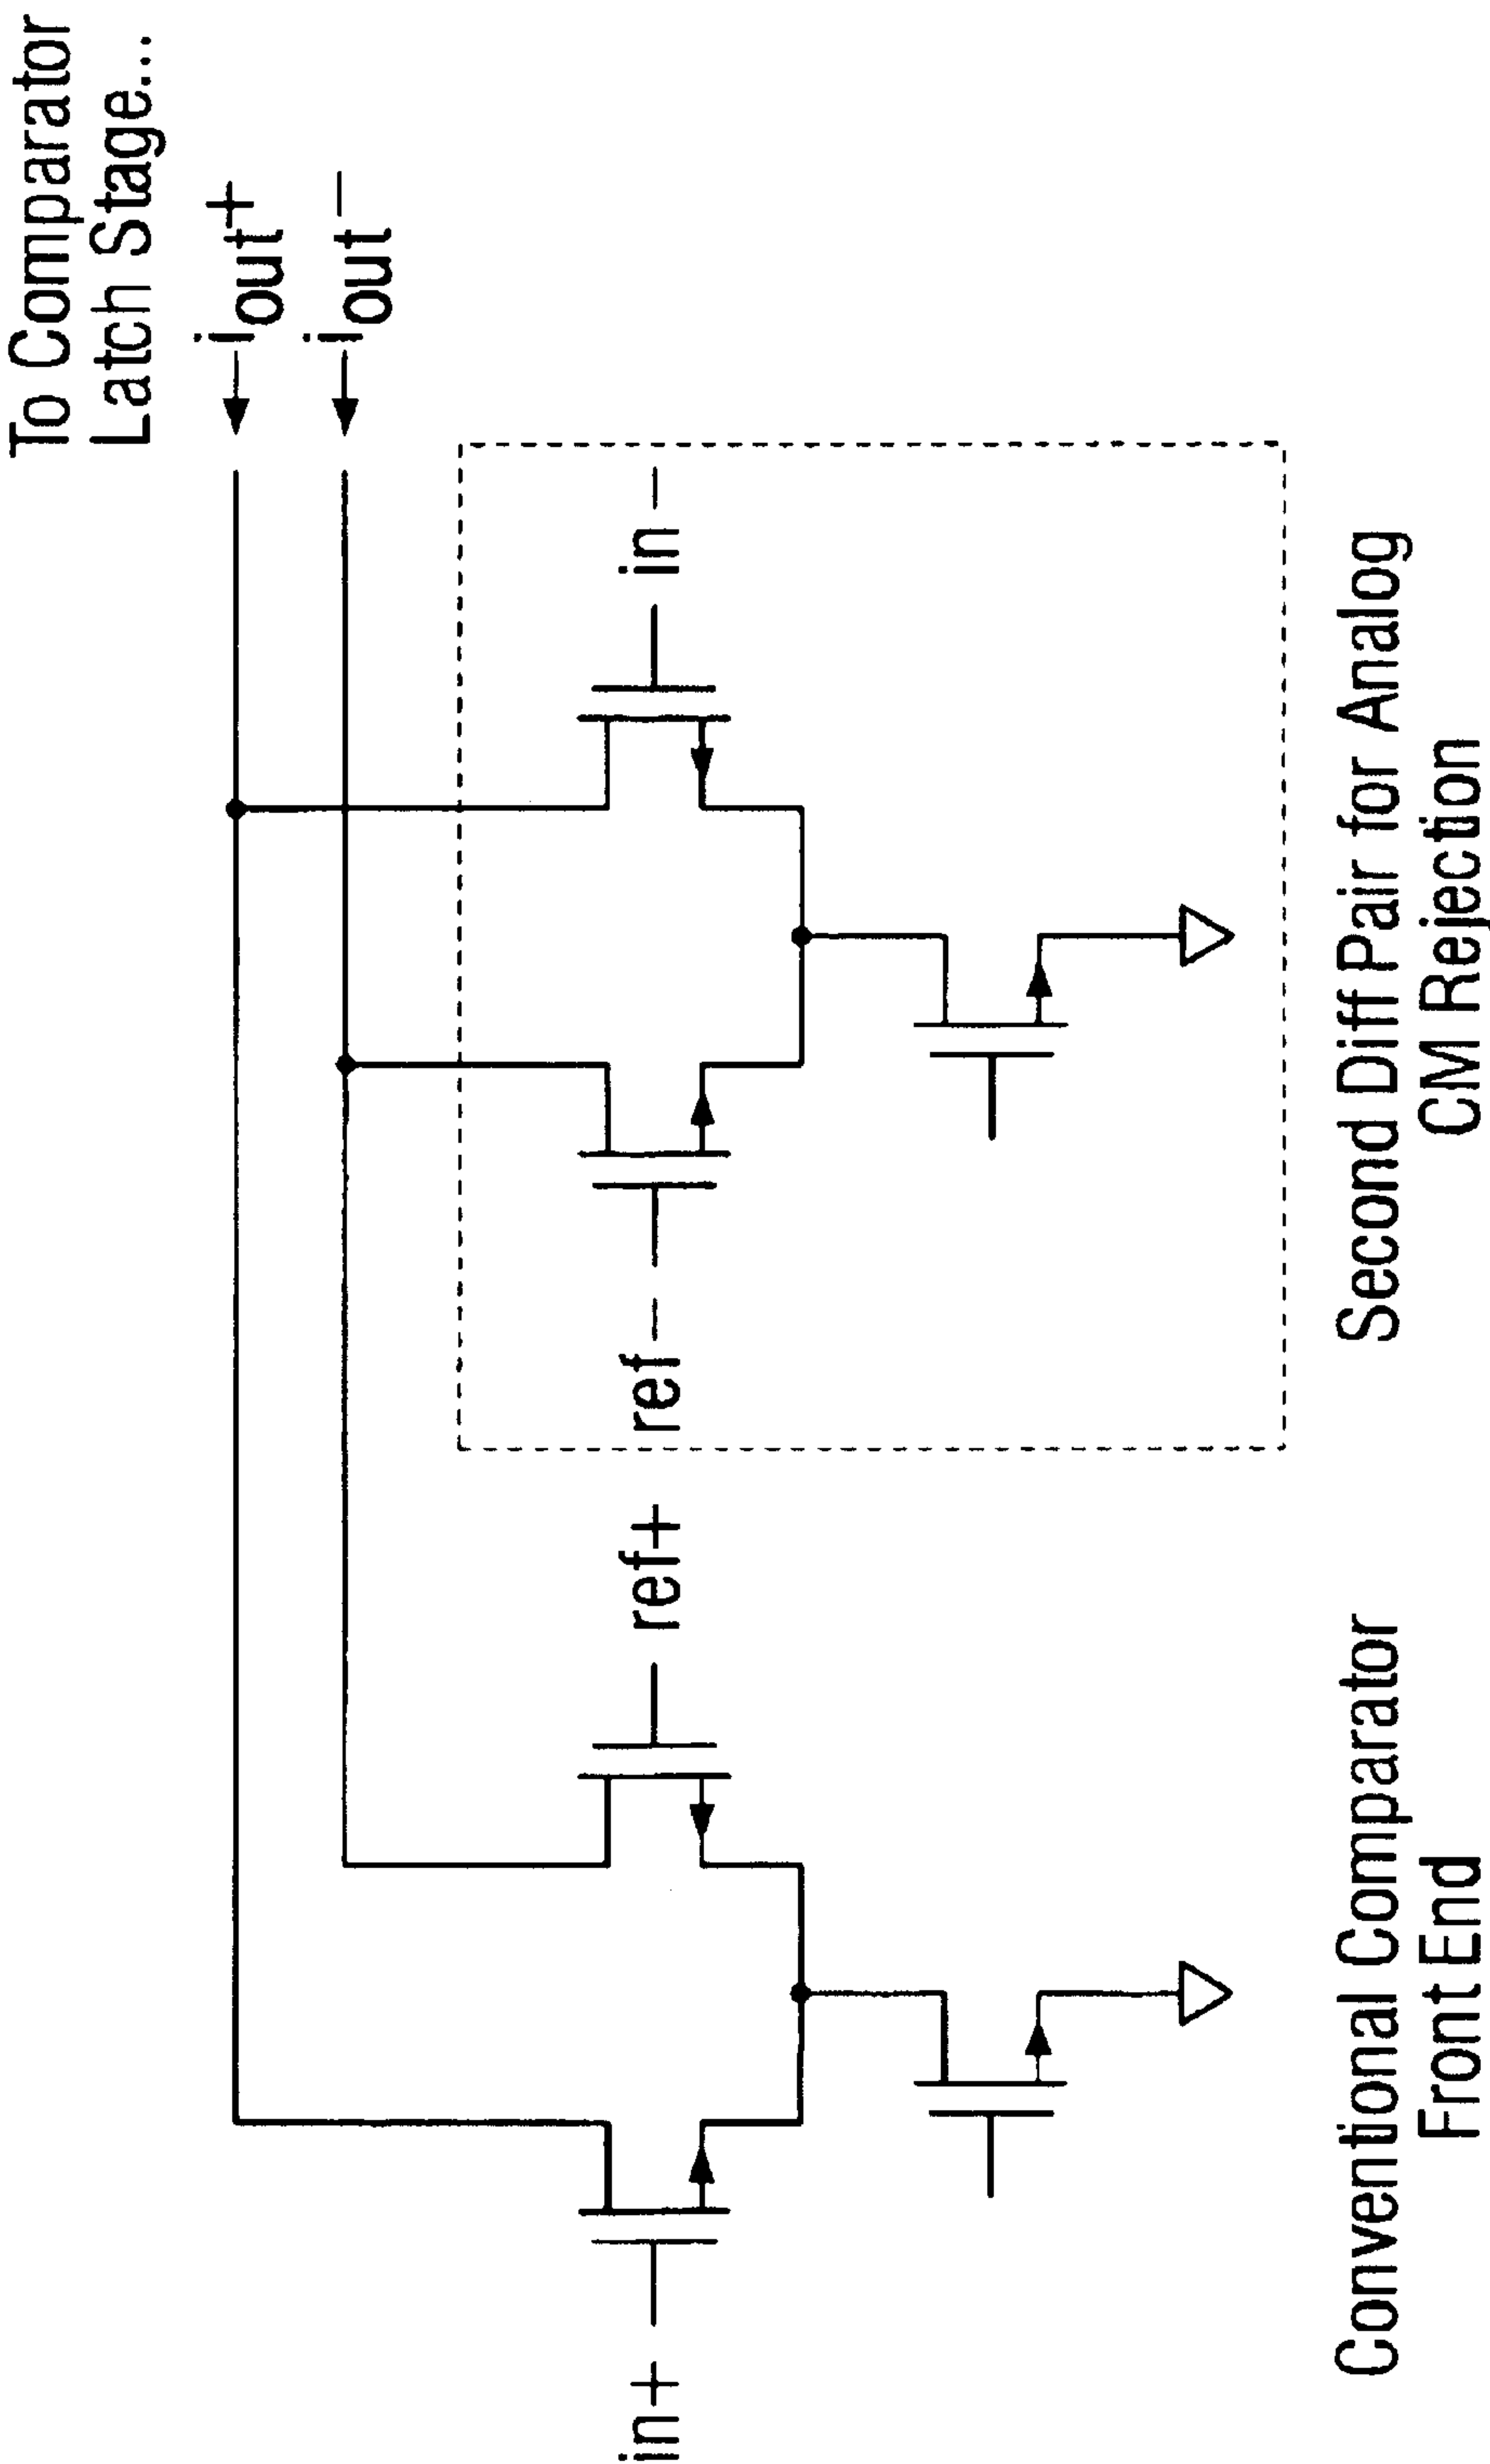 To Comparator
Latch Stage...
iout+
iout−
in+
ref+
ref−
in−
Conventional Comparator
Front End
Second Diff Pair for Analog
CM Rejection